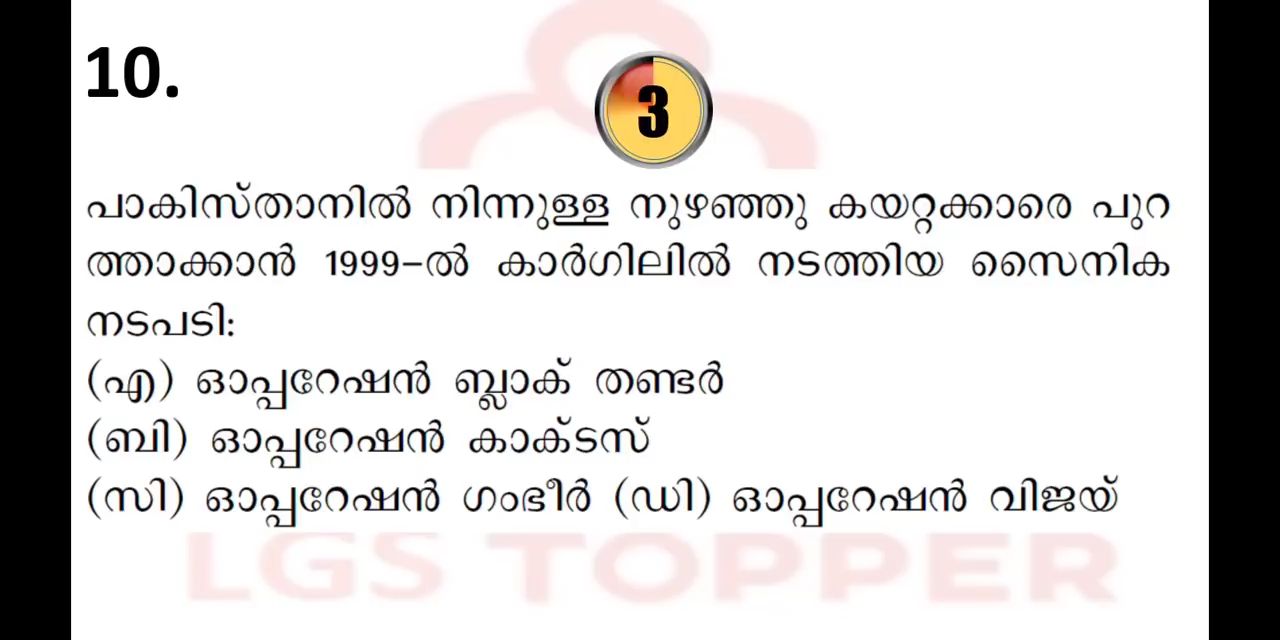 10.
3
പാകിസ്താനിൽ നിന്നുള്ള നുഴഞ്ഞു കയറ്റക്കാരെ പുറ
ത്താക്കാൻ 1999-ൽ കാർഗിലിൽ നടത്തിയ സൈനിക
നടപടി:
(എ) ഓപ്പറേഷൻ ബ്ലാക് തണ്ടർ
(ബി) ഓപ്പറേഷൻ കാക്ടസ്
(സി) ഓപ്പറേഷൻ ഗംഭീർ (ഡി) ഓപ്പറേഷൻ വിജയ്
LGS TOPPER